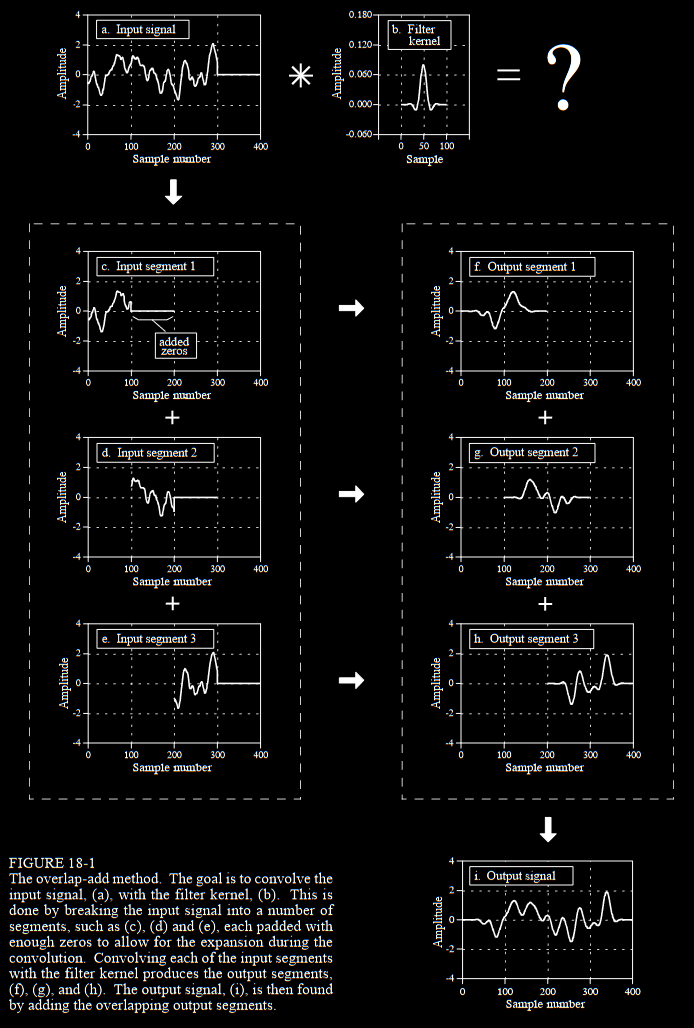 a. Input signal
4
2
0
-2
-4
Amplitude
0 100 200 300 400
Sample number
*
b. Filter
kernel
0.180
0.120
0.060
0.000
-0.060
Amplitude
0 50 100
Sample
= ?
c. Input segment 1
4
2
0
-2
-4
Amplitude
added
zeros
0 100 200 300 400
Sample number
f. Output segment 1
4
2
0
-2
-4
Amplitude
0 100 200 300 400
Sample number
+
+
d. Input segment 2
4
2
0
-2
-4
Amplitude
0 100 200 300 400
Sample number
g. Output segment 2
4
2
0
-2
-4
Amplitude
0 100 200 300 400
Sample number
+
+
e. Input segment 3
4
2
0
-2
-4
Amplitude
0 100 200 300 400
Sample number
h. Output segment 3
4
2
0
-2
-4
Amplitude
0 100 200 300 400
Sample number
FIGURE 18-1
The overlap-add method. The goal is to convolve the
input signal, (a), with the filter kernel, (b). This is
done by breaking the input signal into a number of
segments, such as (c), (d) and (e), each padded with
enough zeros to allow for the expansion during the
convolution. Convolving each of the input segments
with the filter kernel produces the output segments,
(f), (g), and (h). The output signal, (i), is then found
by adding the overlapping output segments.
i. Output signal
4
2
0
-2
-4
Amplitude
0 100 200 300 400
Sample number